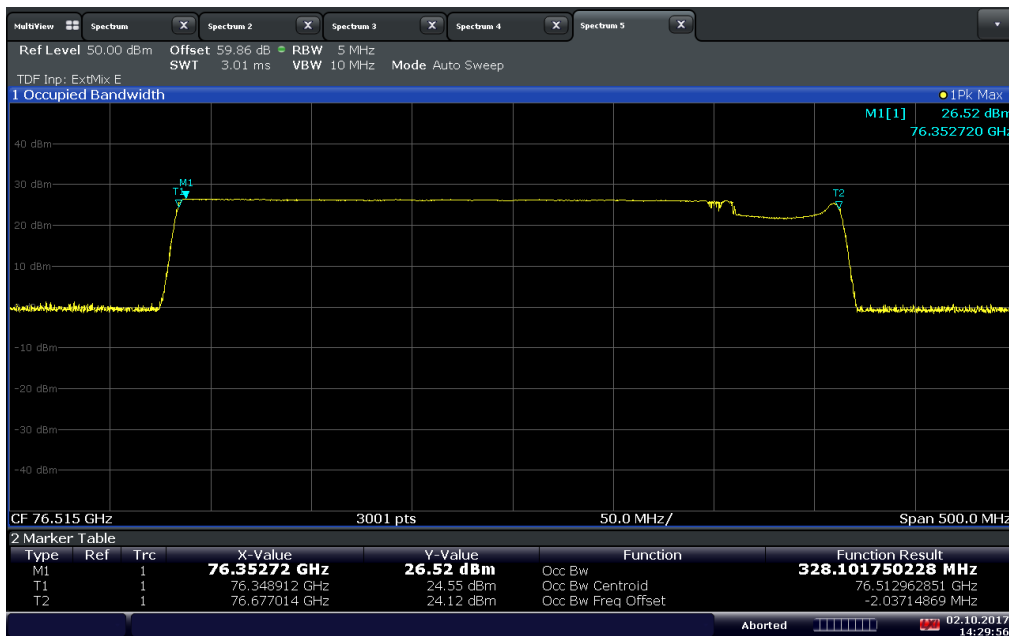 MultiView Spectrum X Spectrum 2 X Spectrum 3 X Spectrum 4 X Spectrum 5 X
Ref Level 50.00 dBm Offset 59.86 dB RBW 5 MHz
SWT 3.01 ms VBW 10 MHz Mode Auto Sweep
TDF Inp: ExtMix E
1 Occupied Bandwidth 1Pk Max
M1[1] 26.52 dBm
76.352720 GHz
40 dBm
30 dBm
M1
T1
T2
20 dBm
10 dBm
-10 dBm
-20 dBm
-30 dBm
-40 dBm
CF 76.515 GHz 3001 pts 50.0 MHz/ Span 500.0 MHz
2 Marker Table
Type Ref Trc X-Value Y-Value Function Function Result
M1 1 76.35272 GHz 26.52 dBm Occ Bw 328.101750228 MHz
T1 1 76.348912 GHz 24.55 dBm Occ Bw Centroid 76.512962851 GHz
T2 1 76.677014 GHz 24.12 dBm Occ Bw Freq Offset -2.03714869 MHz
Aborted 02.10.2017
14:29:56